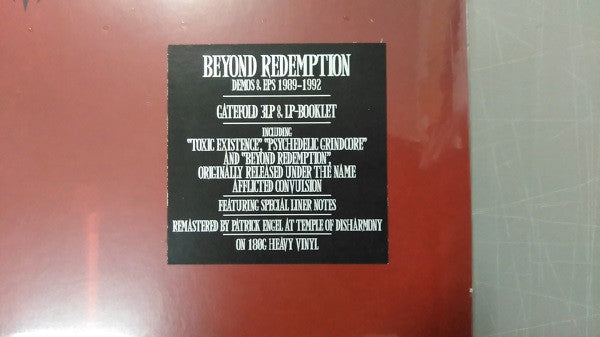 BEYOND REDEMPTION
DEMOS & EPS 1989-1992
GATEFOLD 3LP & LP-BOOKLET
INCLUDING
"TOXIC EXISTENCE", "PSYCHEDELIC GRINDCORE"
AND "BEYOND REDEMPTION",
ORIGINALLY RELEASED UNDER THE NAME
AFFLICTED CONVULSION
FEATURING SPECIAL LINER NOTES
REMASTERED BY PATRICK ENGEL AT TEMPLE OF DISHARMONY
ON 180G HEAVY VINYL